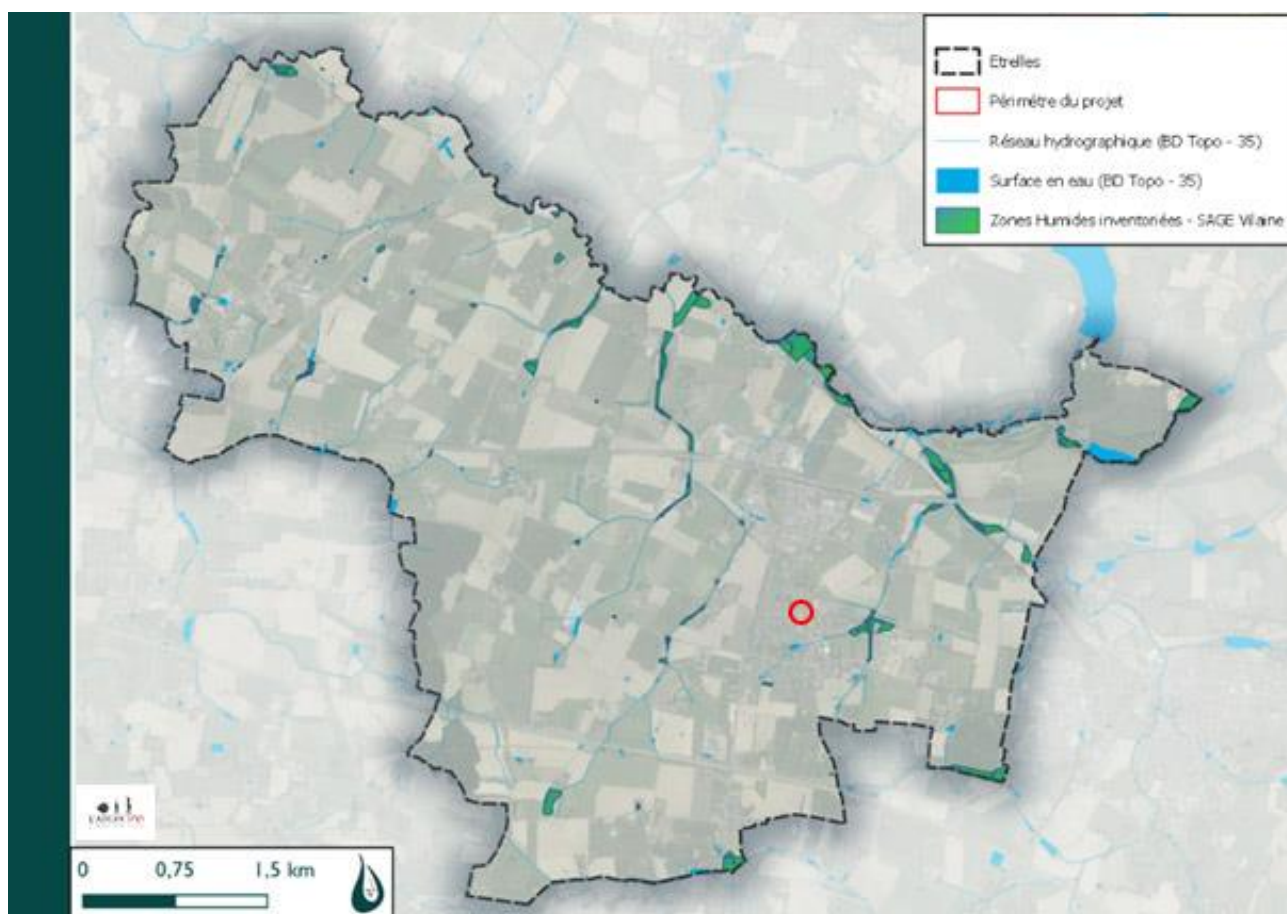 Etrelles
Périmètre du projet
Réseau hydrographique (BD Topo - 35)
Surface en eau (BD Topo - 35)
Zones Humides inventoriées - SAGE Vilaine
0 0,75 1,5 km